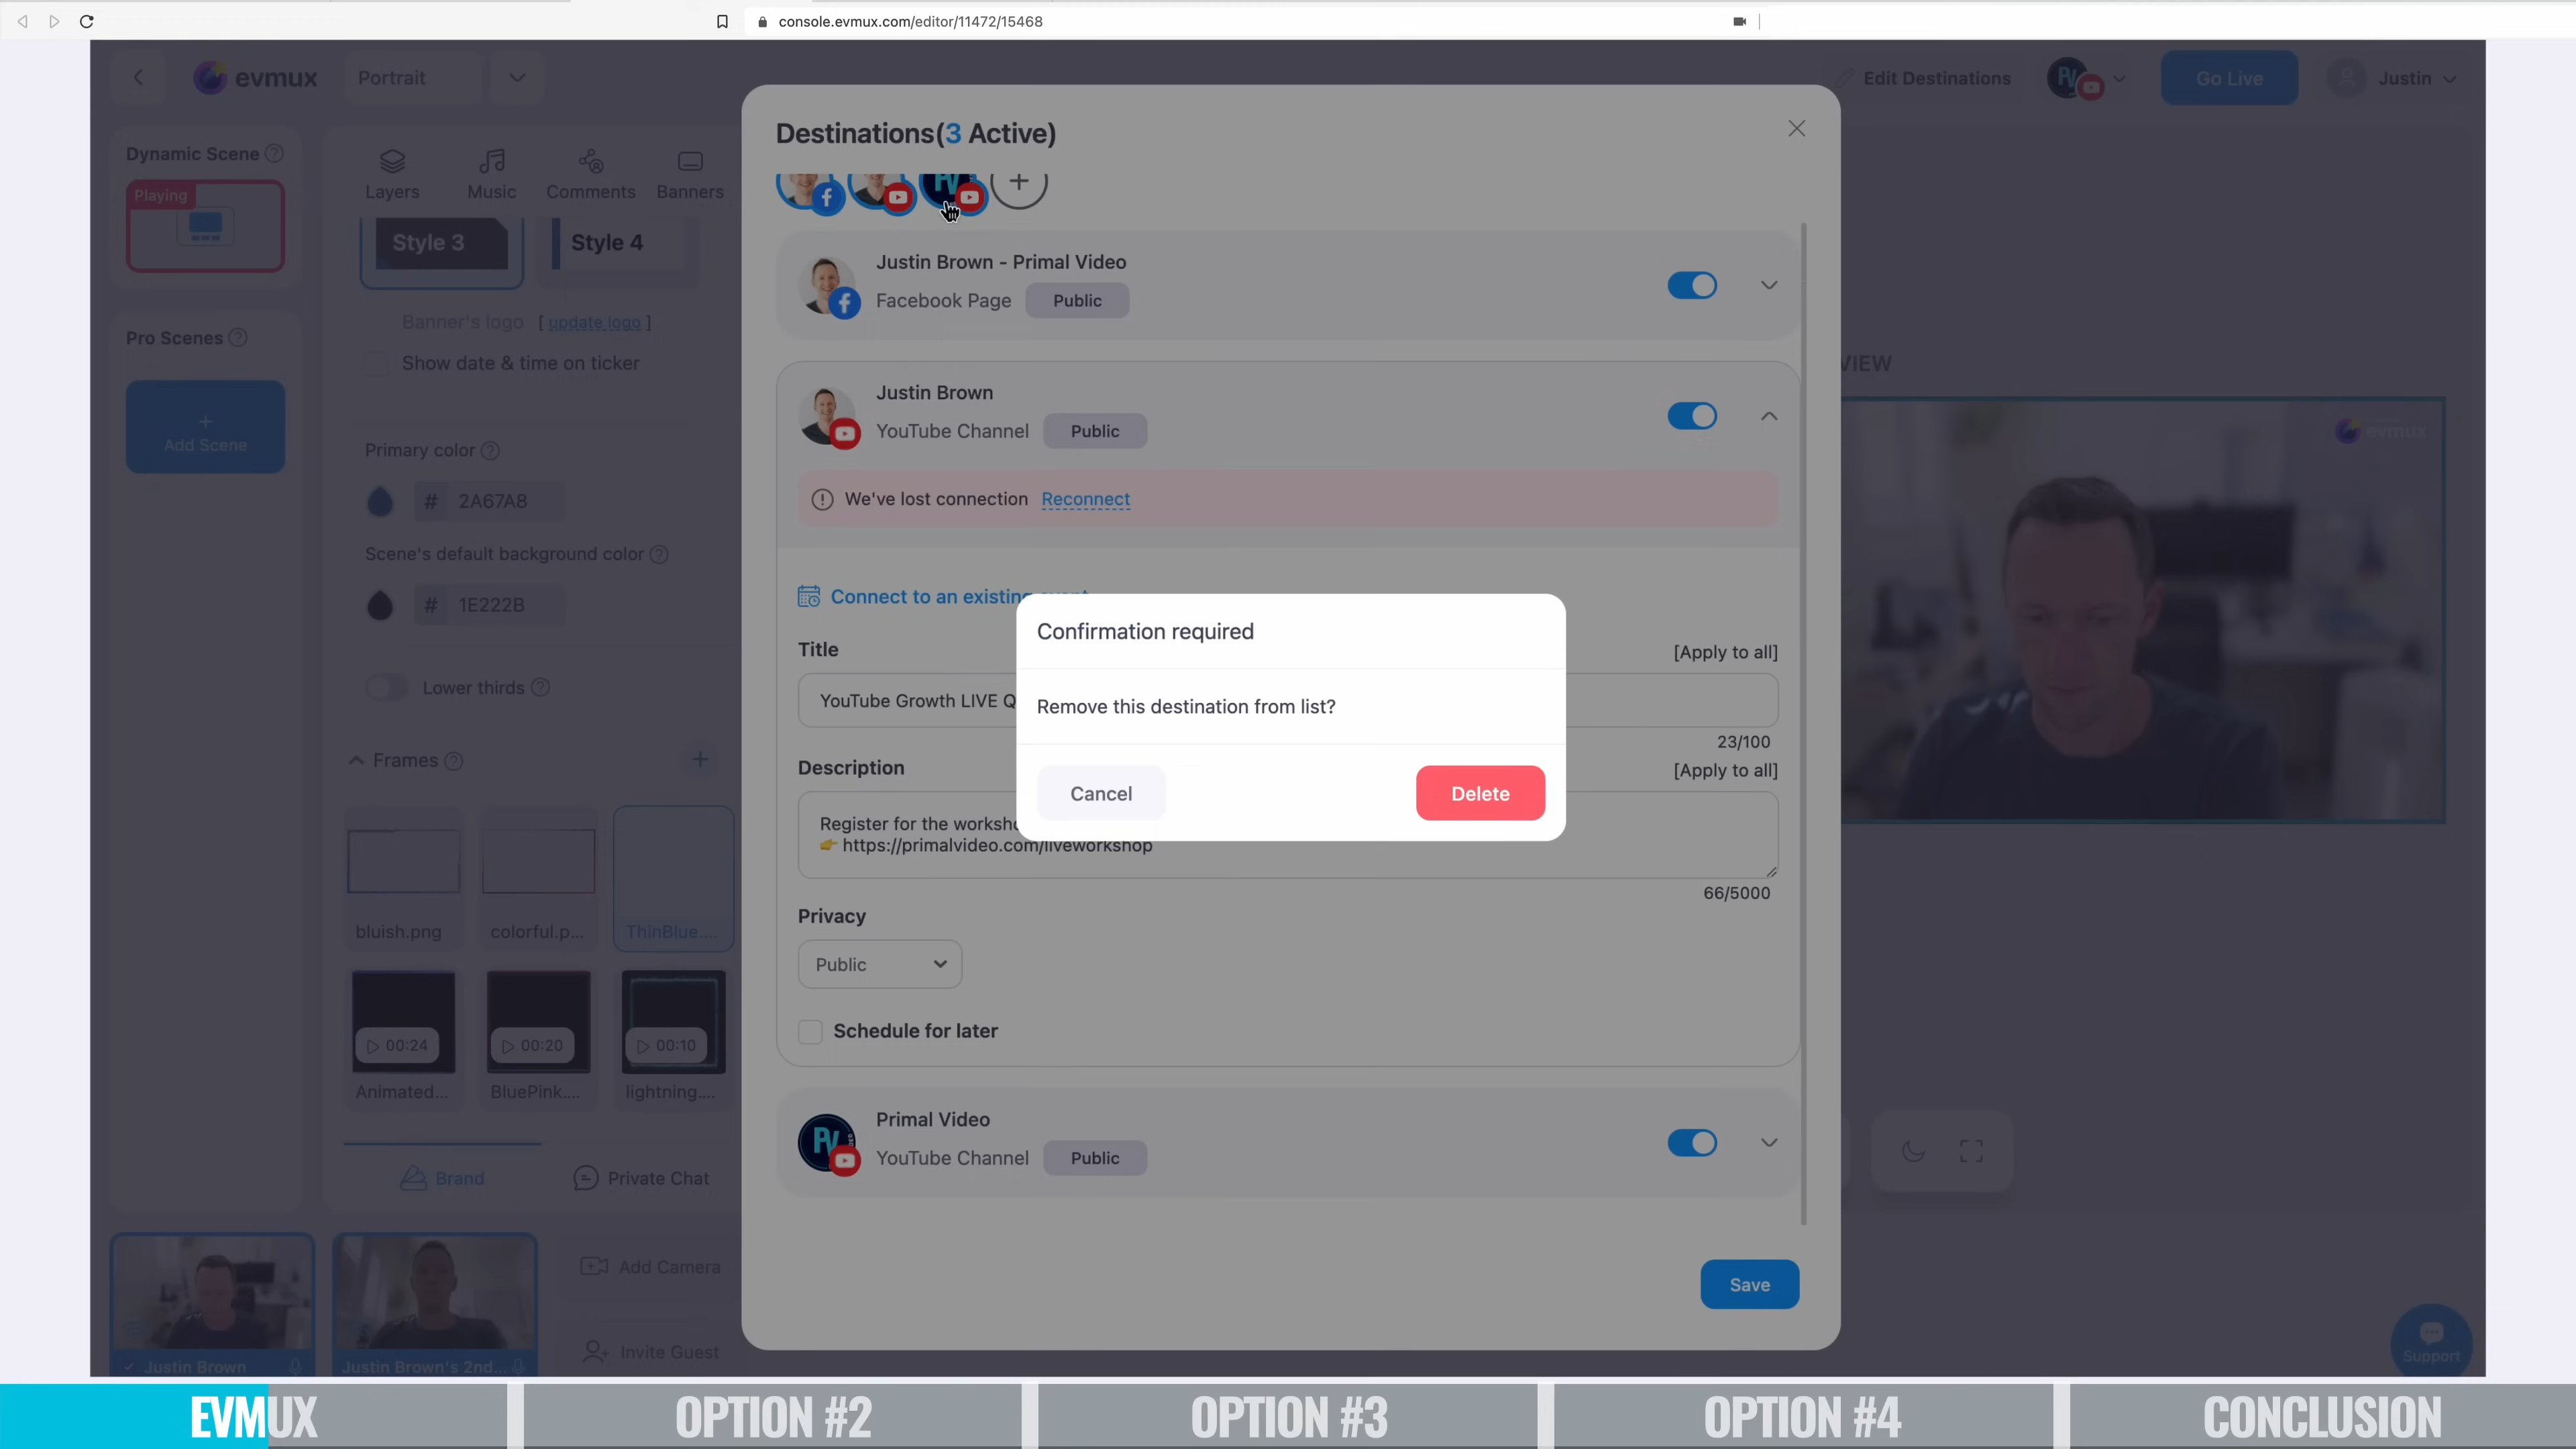 console.evmux.com/editor/11472/15468
evmux
Portrait
Edit Destinations
Go Live
Justin
Dynamic Scene
Playing
Pro Scenes
+
Add Scene
Layers
Music
Comments
Banners
Style 3
Style 4
Banner's logo [ update logo ]
Show date & time on ticker
Primary color
# 2A67A8
Scene's default background color
# 1E222B
Lower thirds
Frames
bluish.png
colorful.p...
ThinBlue....
00:24
00:20
00:10
Animated...
BluePink....
lightning....
Brand
Private Chat
Justin Brown
Justin Brown's 2nd...
Add Camera
Invite Guest
Destinations(3 Active)
Justin Brown - Primal Video
Facebook Page Public
Justin Brown
YouTube Channel Public
We've lost connection Reconnect
Connect to an existing
Title [Apply to all]
YouTube Growth LIVE Q
23/100
Description [Apply to all]
Register for the worksho
👉 https://primalvideo.com/liveworkshop
66/5000
Privacy
Public
Schedule for later
Primal Video
YouTube Channel Public
Save
Confirmation required
Remove this destination from list?
Cancel
Delete
VIEW
evmux
Support
EVMUX
OPTION #2
OPTION #3
OPTION #4
CONCLUSION